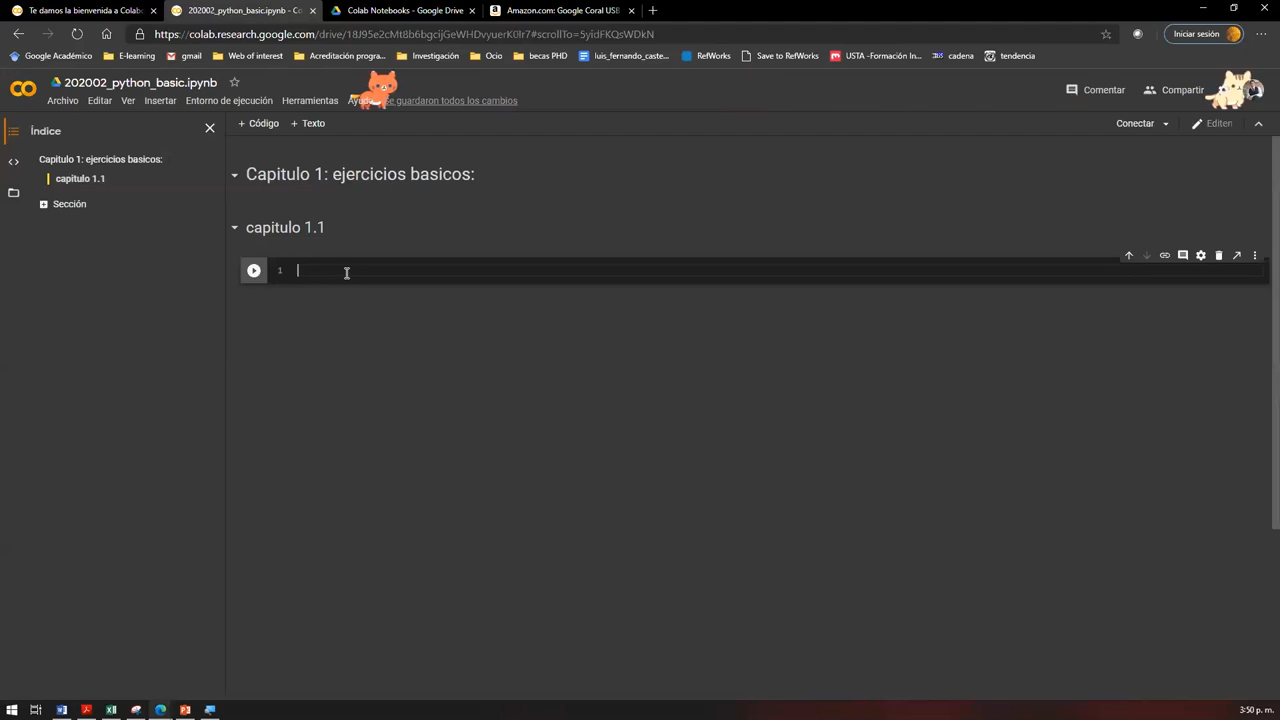 Te damos la bienvenida a Colabo
202002_python_basic.ipynb - Co
Colab Notebooks - Google Drive
Amazon.com: Google Coral USB
https://colab.research.google.com/drive/18J95e2cMt8b6bgcijGeWHDvyuerK0Ir7#scrollTo=5yidFKQsWDkN
Iniciar sesión
Google Académico
E-learning
gmail
Web of interest
Acreditación progra...
Investigación
Ocio
becas PHD
luis_fernando_caste...
RefWorks
Save to RefWorks
USTA -Formación In...
cadena
tendencia
202002_python_basic.ipynb
Comentar
Compartir
Archivo Editar Ver Insertar Entorno de ejecución Herramientas Ayuda
se guardaron todos los cambios
Índice
+ Código + Texto
Conectar
Capitulo 1: ejercicios basicos:
capitulo 1.1
Sección
Capitulo 1: ejercicios basicos:
capitulo 1.1
1
3:50 p. m.